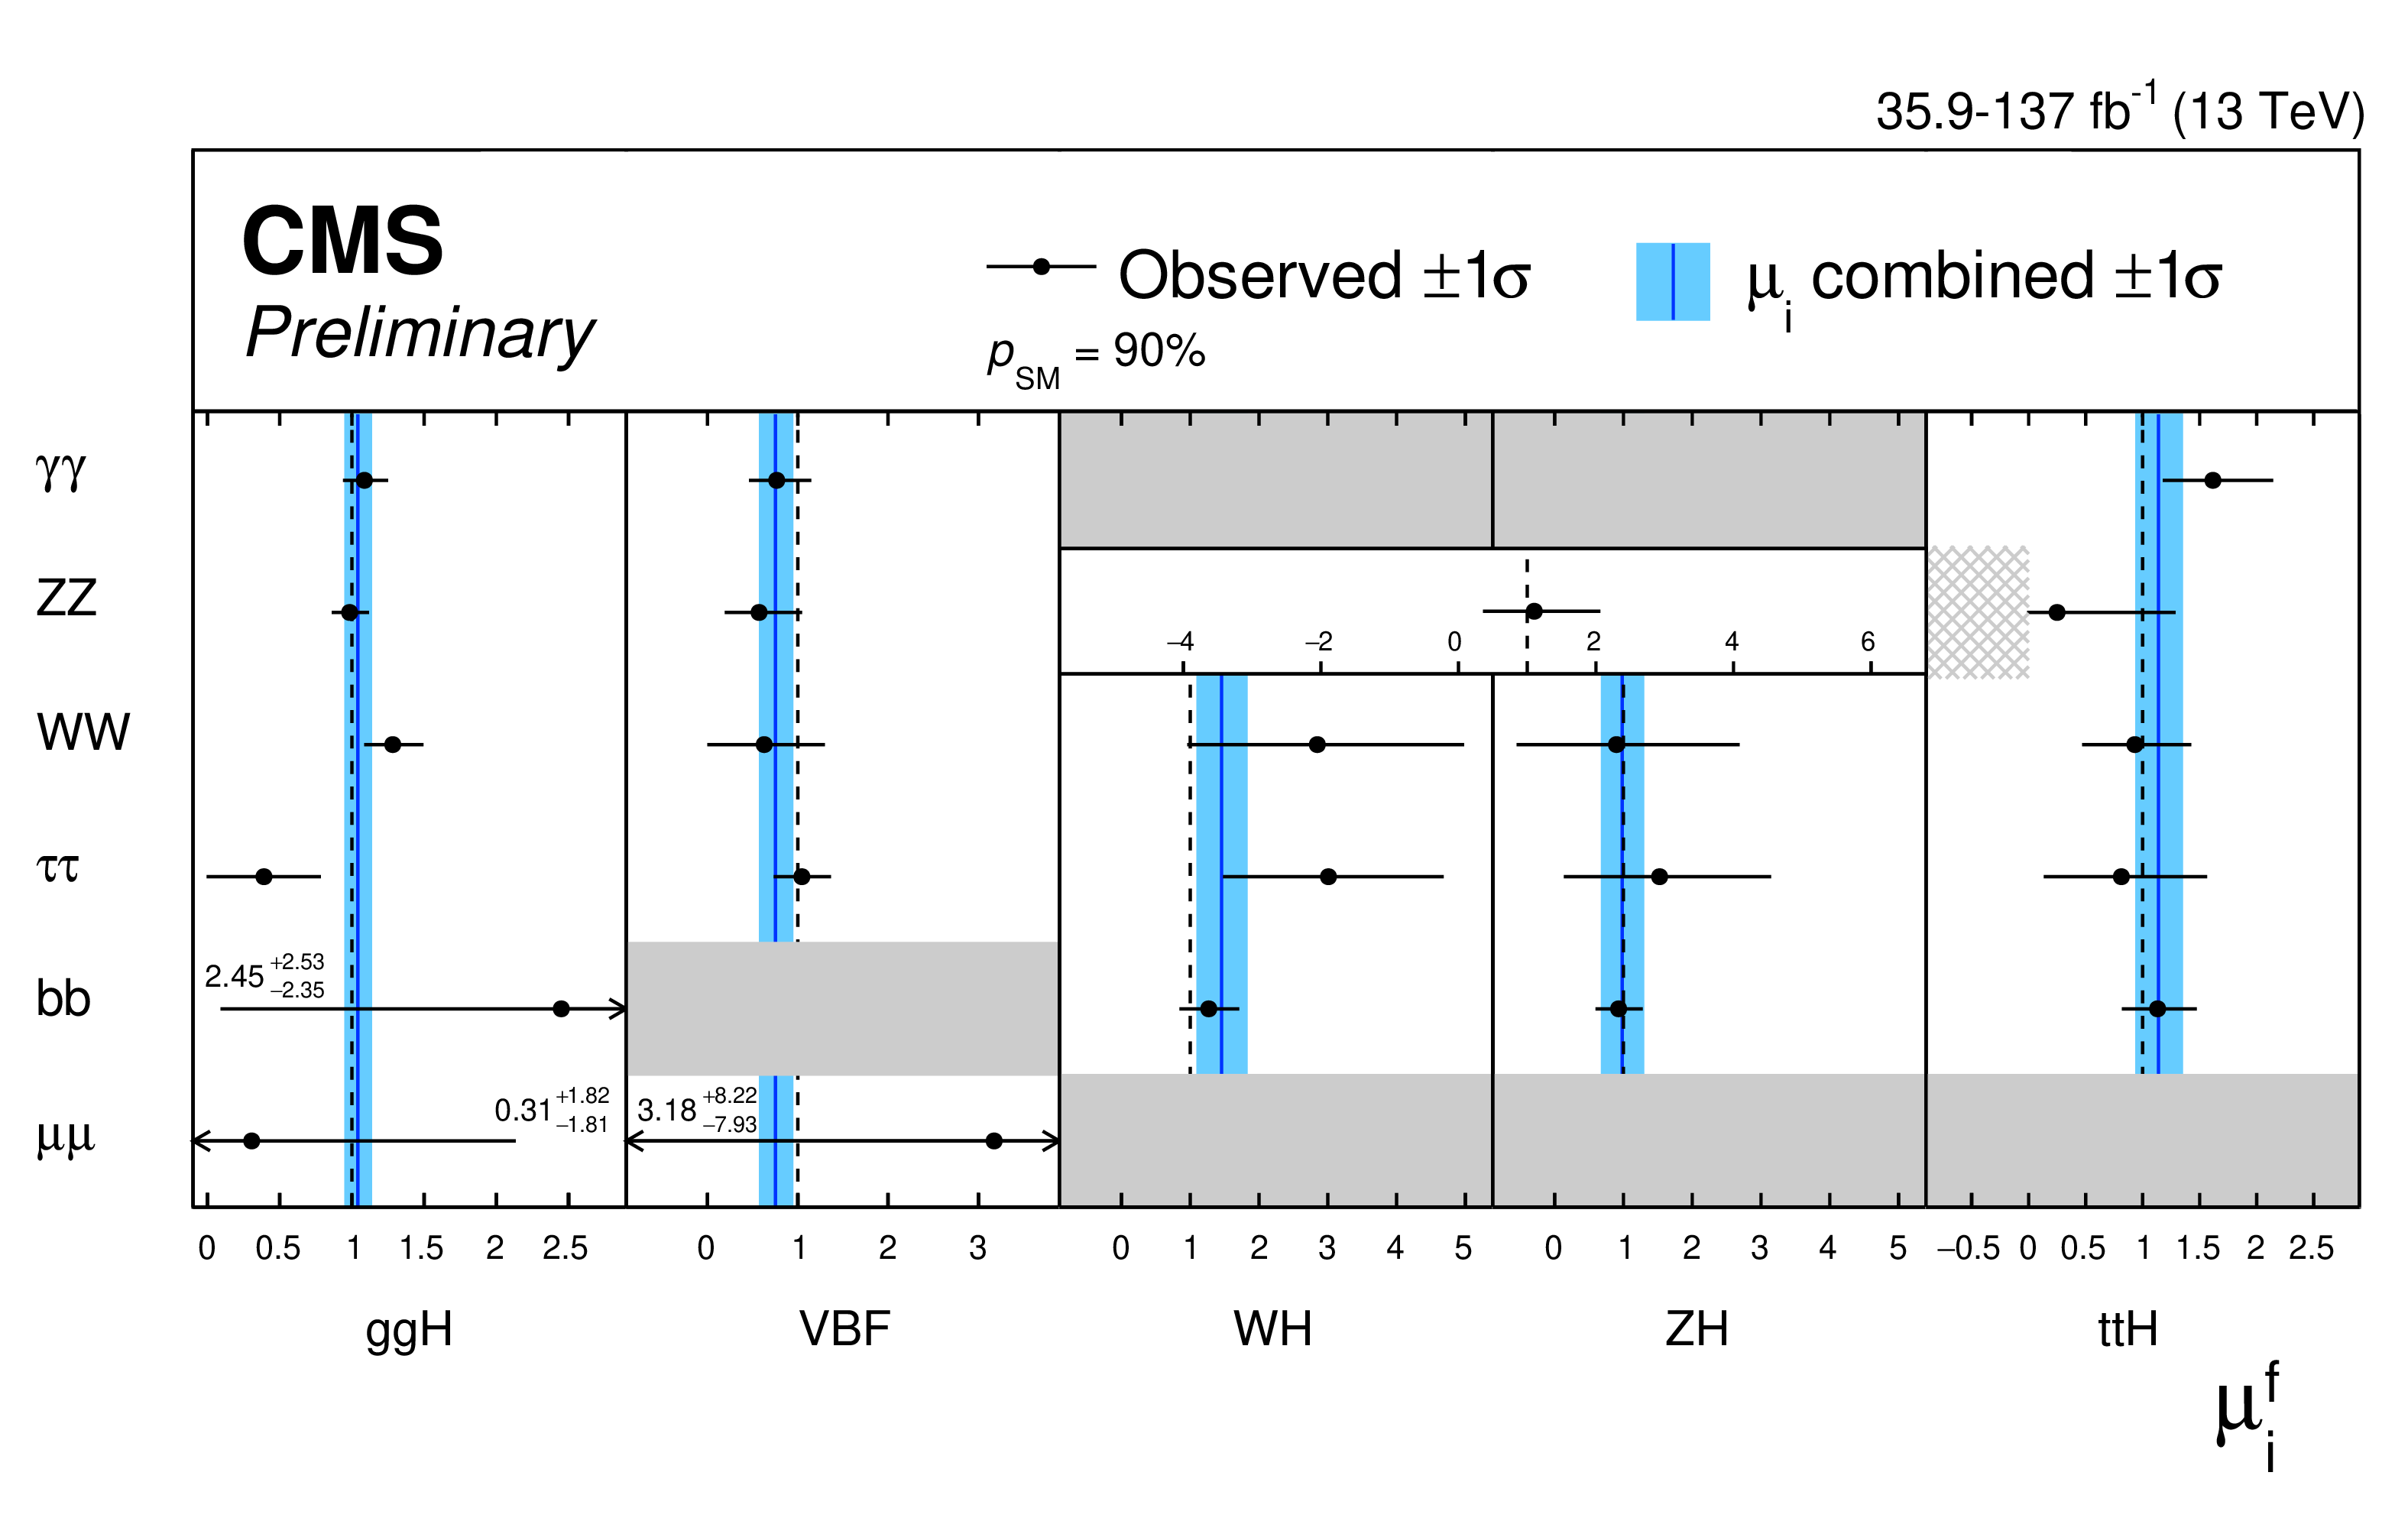 35.9-137 fb-1 (13 TeV)
CMS
Preliminary
Observed ±1σ
μi combined ±1σ
pSM = 90%
γγ
ZZ
−4 −2 0 2 4 6
WW
ττ
bb
2.45 +2.53 −2.35
μμ
0.31 +1.82 −1.81
3.18 +8.22 −7.93
0 0.5 1 1.5 2 2.5
0 1 2 3
0 1 2 3 4 5
0 1 2 3 4 5
−0.5 0 0.5 1 1.5 2 2.5
ggH
VBF
WH
ZH
ttH
μif